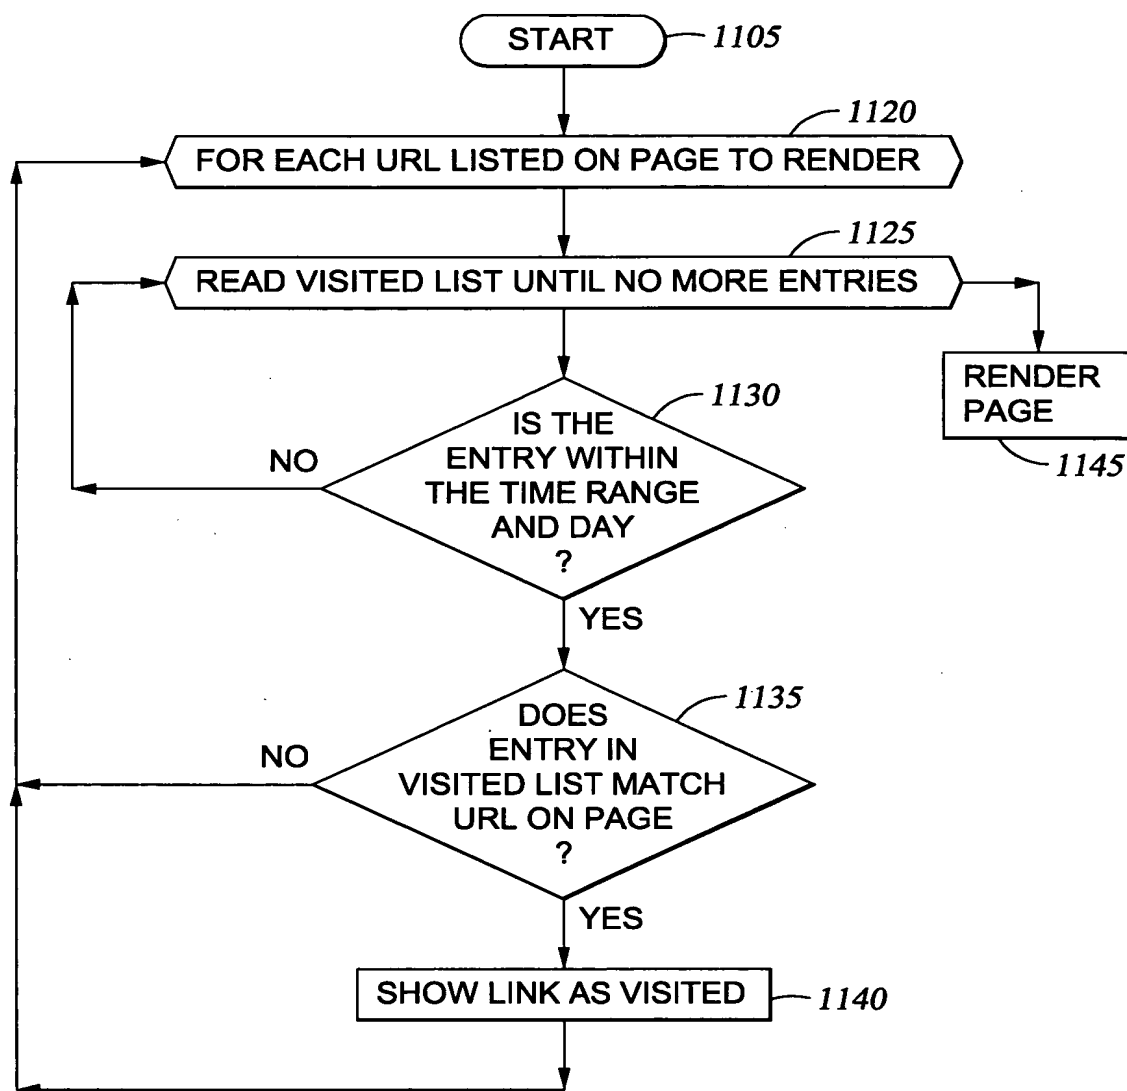 START
1105
1120
FOR EACH URL LISTED ON PAGE TO RENDER
1125
READ VISITED LIST UNTIL NO MORE ENTRIES
RENDER
PAGE
1145
1130
IS THE
ENTRY WITHIN
THE TIME RANGE
AND DAY
?
NO
YES
1135
DOES
ENTRY IN
VISITED LIST MATCH
URL ON PAGE
?
NO
YES
SHOW LINK AS VISITED
1140